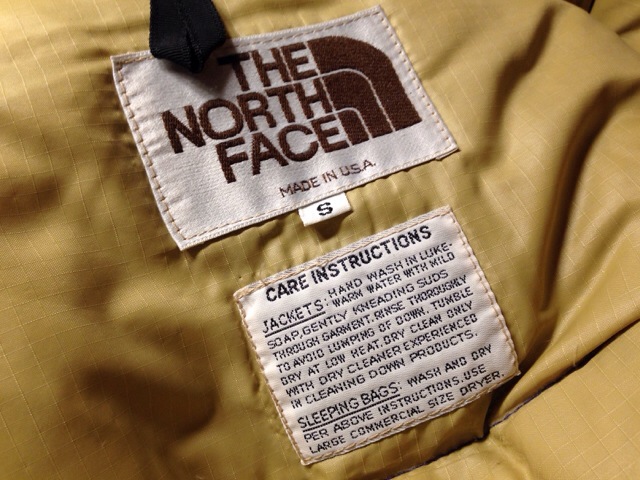 THE
NORTH
FACE
MADE IN U.S.A.
S
CARE INSTRUCTIONS
JACKETS: HAND WASH IN LUKE-
WARM WATER WITH MILD
SOAP, GENTLY KNEADING SUDS
THROUGH GARMENT. RINSE THOROUGHLY
TO AVOID LUMPING OF DOWN. TUMBLE
DRY AT LOW HEAT. DRY CLEAN ONLY
WITH DRY CLEANER EXPERIENCED
IN CLEANING DOWN PRODUCTS.
SLEEPING BAGS: WASH AND DRY
PER ABOVE INSTRUCTIONS. USE
LARGE COMMERCIAL SIZE DRYER.